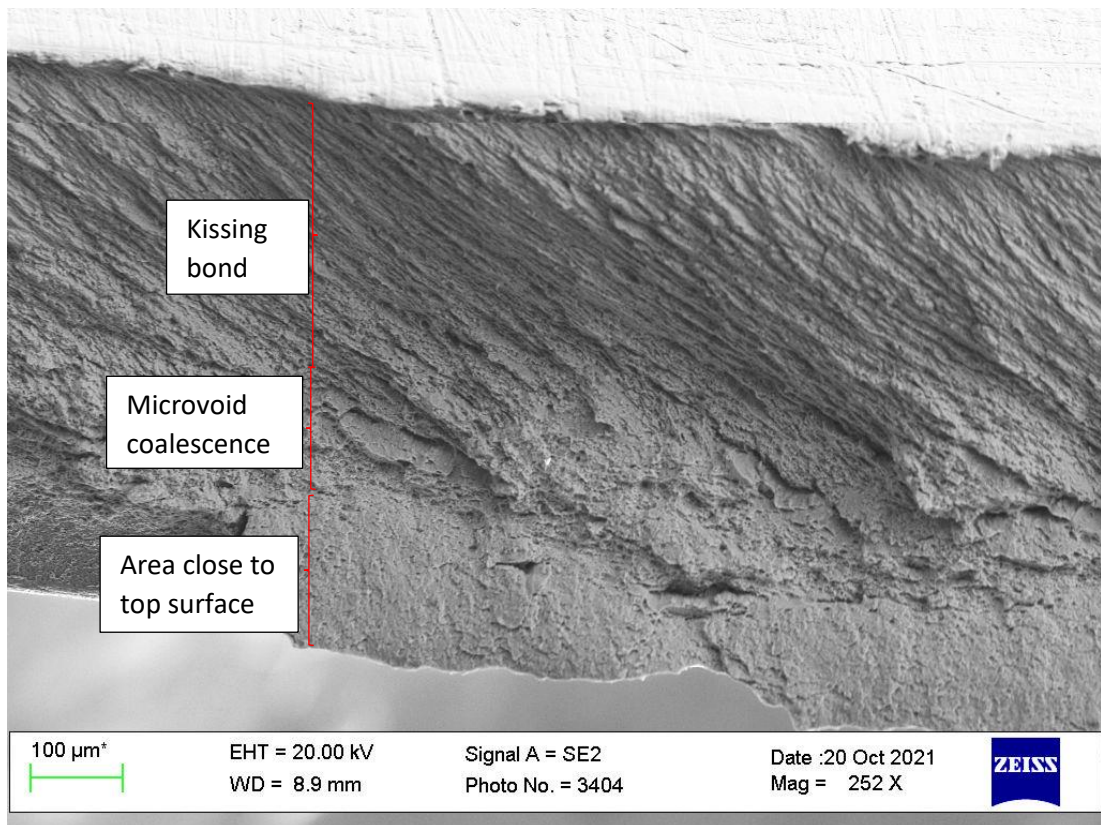 Kissing
bond
Microvoid
coalescence
Area close to
top surface
100 µm*
EHT = 20.00 kV
WD = 8.9 mm
Signal A = SE2
Photo No. = 3404
Date :20 Oct 2021
Mag = 252 X
ZEISS